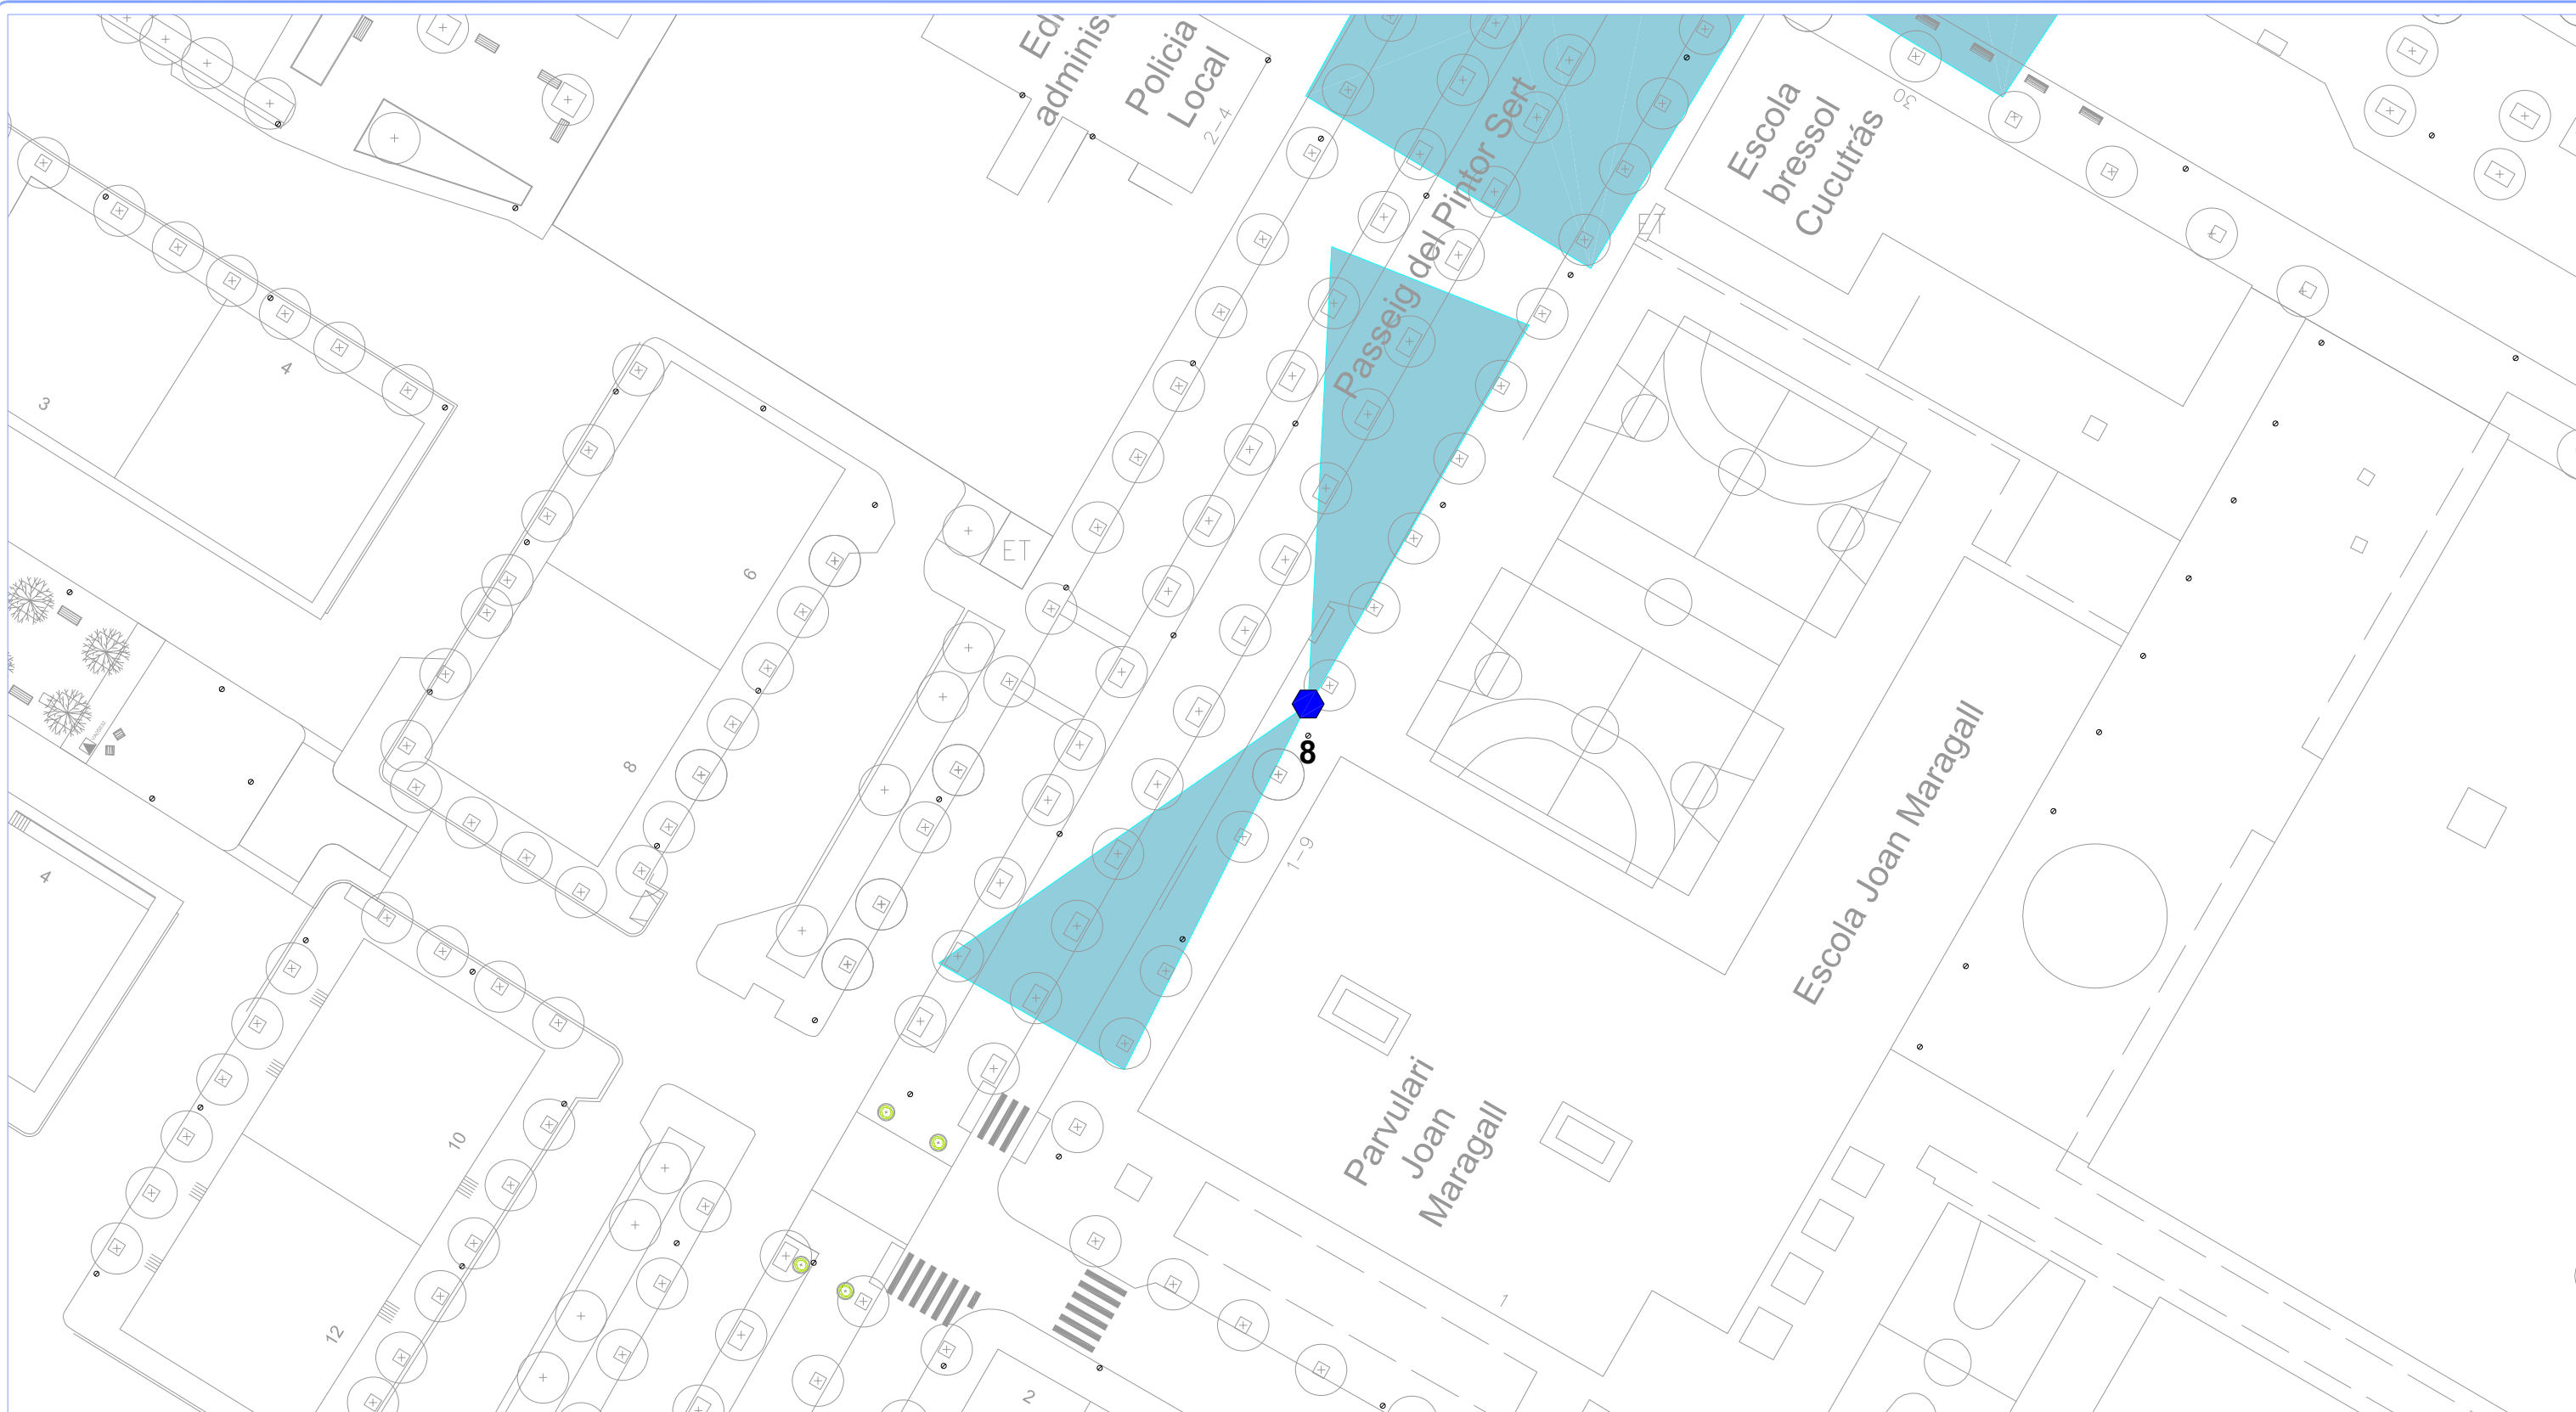 Edi
adminis
Policia
Local
2-4
Passeig del Pintor Sert
Escola
bressol
Cucutrás
30
ET
3
4
ET
6
8
8
4
1-9
Escola Joan Maragall
Parvulari
Joan
Maragall
10
12
1
2